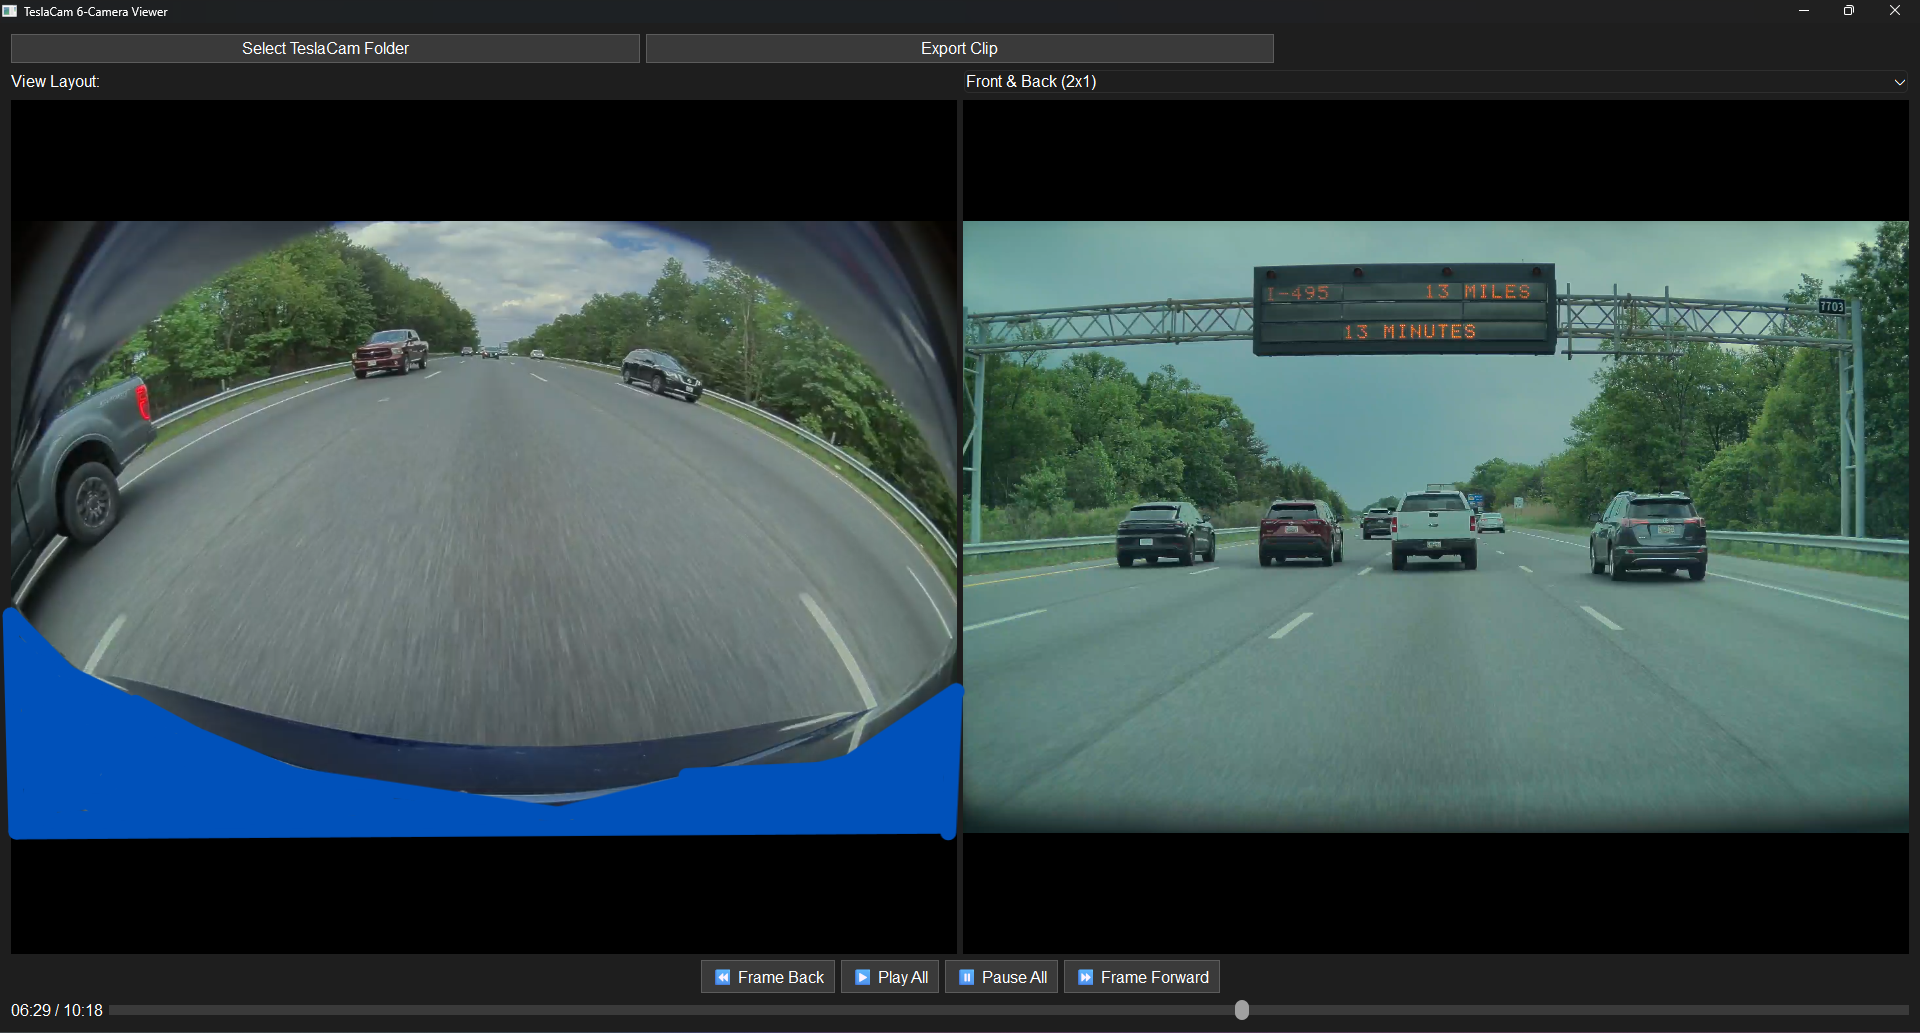 TeslaCam 6-Camera Viewer
Select TeslaCam Folder
Export Clip
View Layout:
Front & Back (2x1)
I-495 13 MILES
13 MINUTES
7703
Frame Back
Play All
Pause All
Frame Forward
06:29 / 10:18